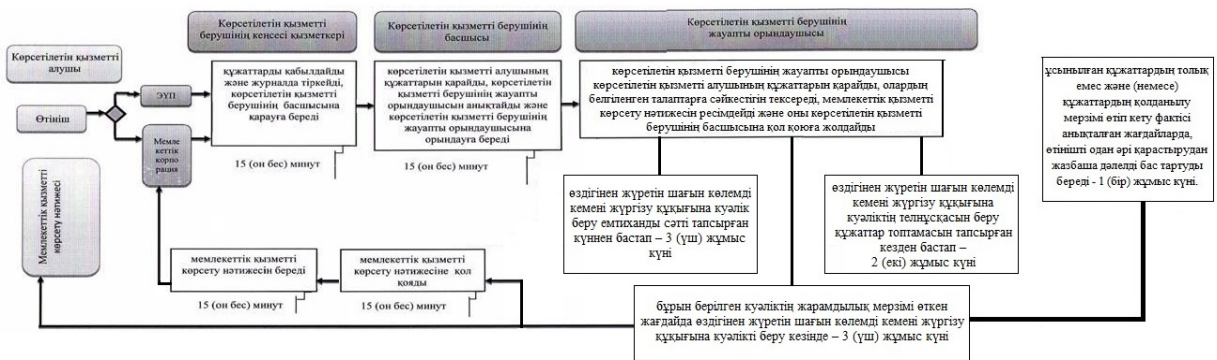 Көрсетілетін қызметті
берушінің кеңсесі қызметкері
Көрсетілетін қызметті берушінің
басшысы
Көрсетілетін қызметті берушінің
жауапты орындаушысы
Көрсетілетін қызметті
алушы
Өтініш
ЭҮП
Мемле
кеттік
корпо
рация
құжаттарды қабылдайды
және журналда тіркейді,
көрсетілетін қызметті
берушінің басшысына
қарауға береді
15 (он бес) минут
көрсетілетін қызметті алушының
құжаттарын қарайды, көрсетілетін
қызметті берушінің жауапты
орындаушысын анықтайды және
көрсетілетін қызметті берушінің
жауапты орындаушысына
орындауға береді
15 (он бес) минут
көрсетілетін қызметті берушінің жауапты орындаушысы
көрсетілетін қызметті алушының құжаттарын қарайды, олардың
белгіленген талаптарға сәйкестігін тексереді, мемлекеттік қызметті
көрсету нәтижесін ресімдейді және оны көрсетілетін қызметті
берушінің басшысына қол қоюға жолдайды
ұсынылған құжаттардың толық
емес және (немесе)
құжаттардың қолданылу
мерзімі өтіп кету фактісі
анықталған жағдайларда,
өтінішті одан әрі қарастырудан
жазбаша дәлелді бас тартуды
береді - 1 (бір) жұмыс күні.
өздігінен жүретін шағын көлемді
кемені жүргізу құқығына куәлік
беру емтиханды сәтті тапсырған
күннен бастап – 3 (үш) жұмыс
күні
өздігінен жүретін шағын көлемді
кемені жүргізу құқығына
куәліктің телнұсқасын беру
құжаттар топтамасын тапсырған
кезден бастап –
2 (екі) жұмыс күні
Мемлекеттік қызметті
көрсету нәтижесі
мемлекеттік қызметті
көрсету нәтижесін береді
15 (он бес) минут
мемлекеттік қызметті
көрсету нәтижесіне қол
қояды
15 (он бес) минут
бұрын берілген куәліктің жарамдылық мерзімі өткен
жағдайда өздігінен жүретін шағын көлемді кемені жүргізу
құқығына куәлікті беру кезінде – 3 (үш) жұмыс күні